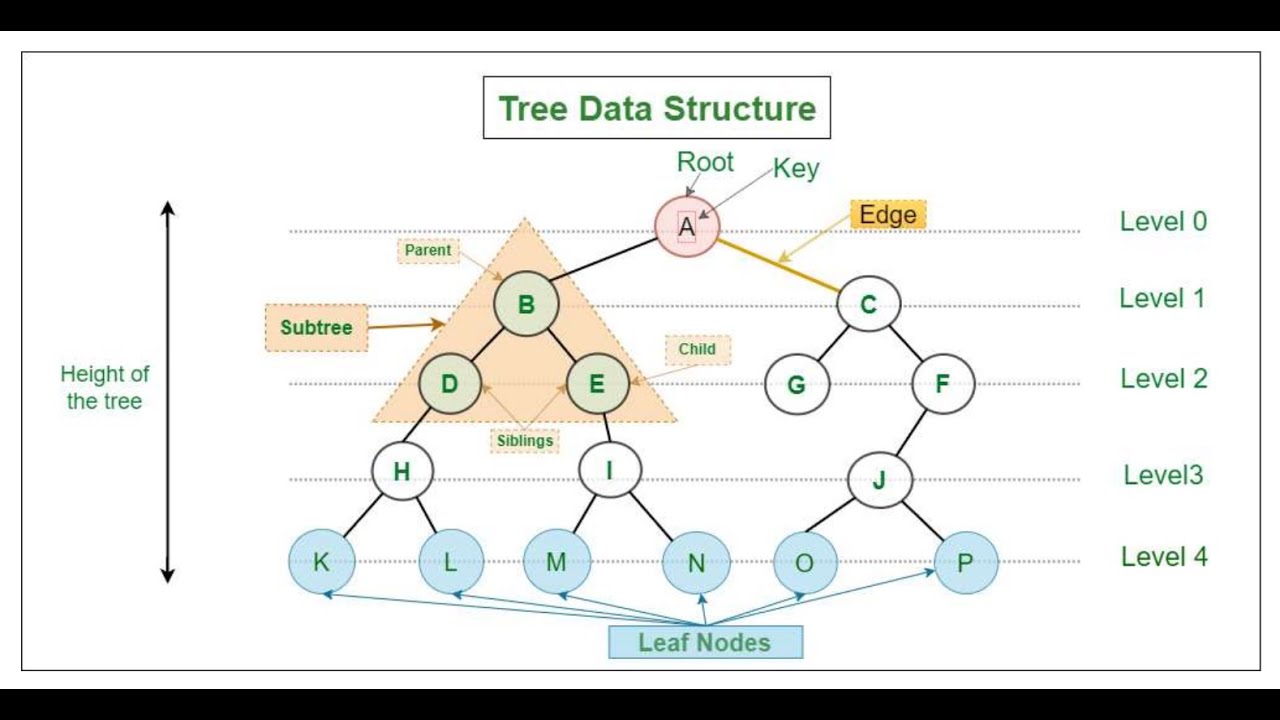 Tree Data Structure
Root
Key
A
Edge
Level 0
Parent
B
C
Level 1
Subtree
Child
Height of
the tree
D
E
G
F
Level 2
Siblings
H
I
J
Level3
K
L
M
N
O
P
Level 4
Leaf Nodes